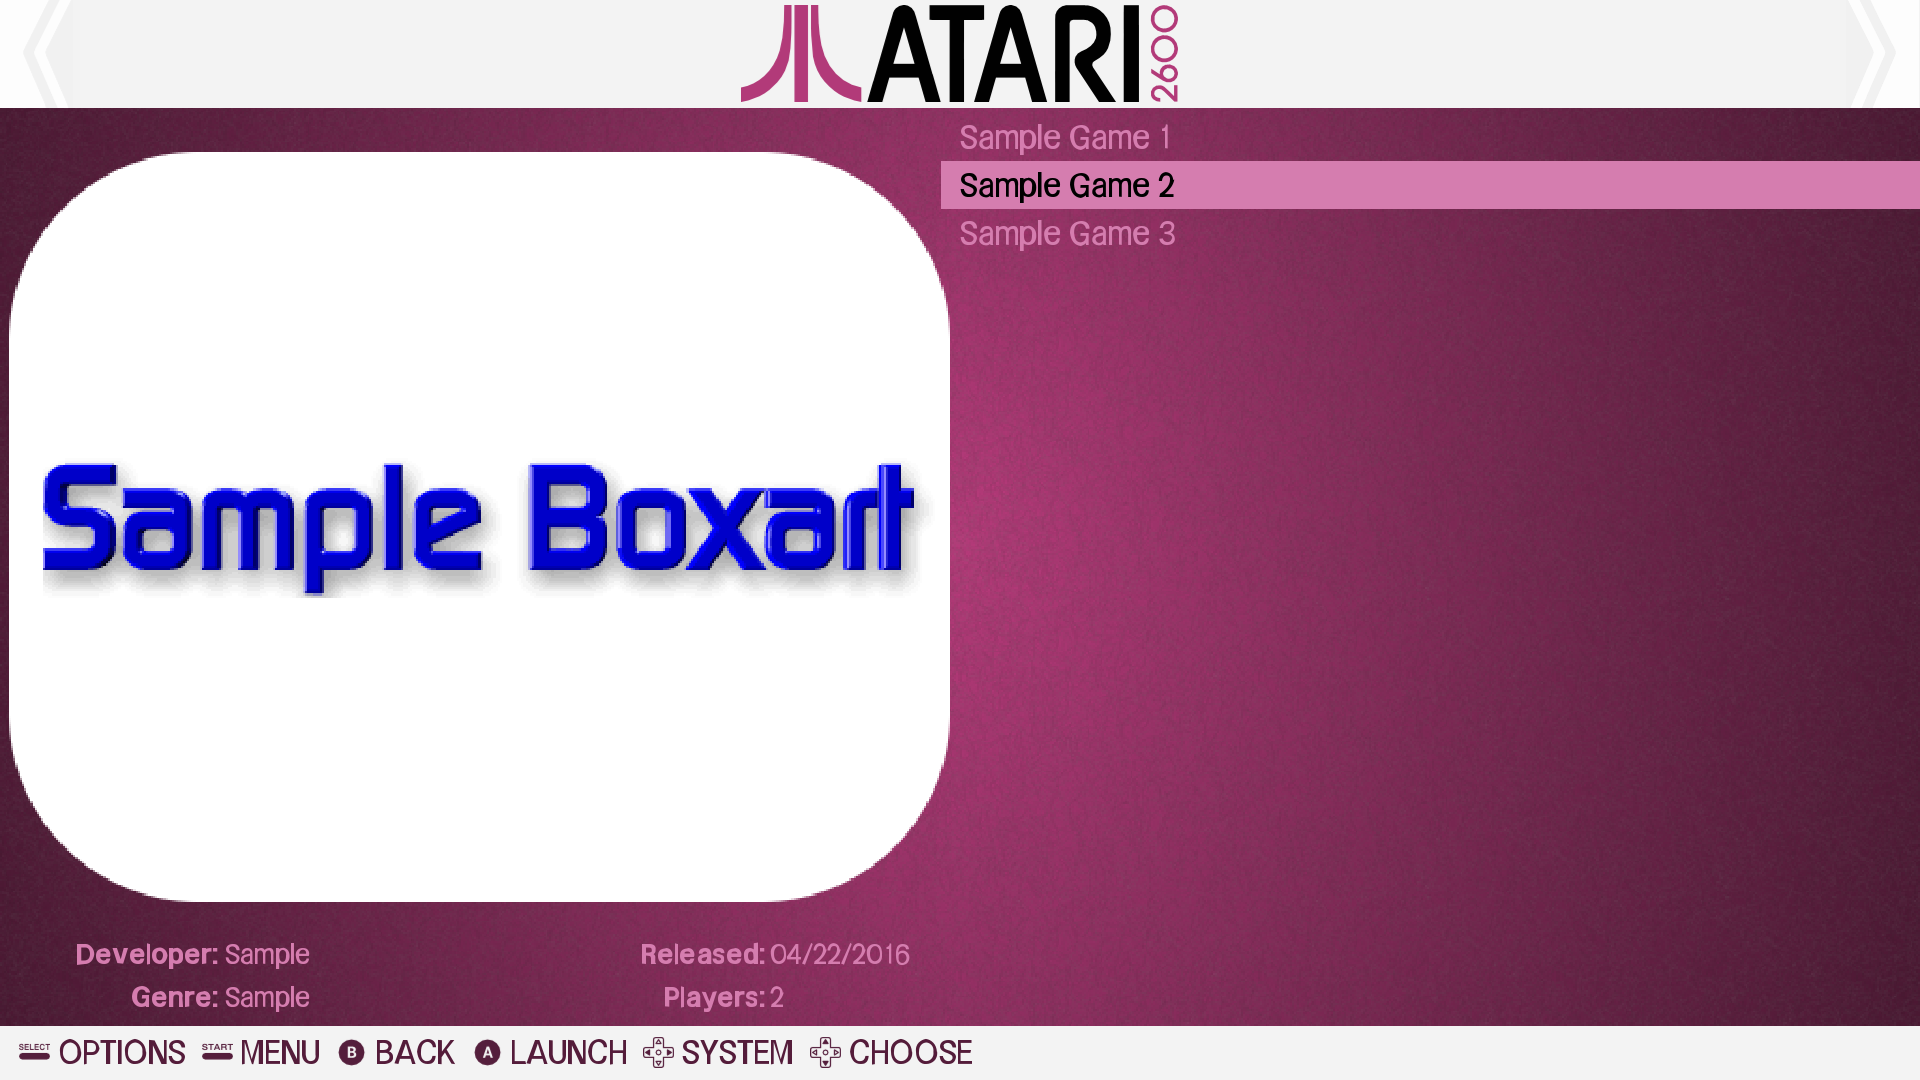 ATARI 2600
Sample Game 1
Sample Game 2
Sample Game 3
Sample Boxart
Developer: Sample
Released: 04/22/2016
Genre: Sample
Players: 2
SELECT OPTIONS START MENU B BACK A LAUNCH SYSTEM CHOOSE